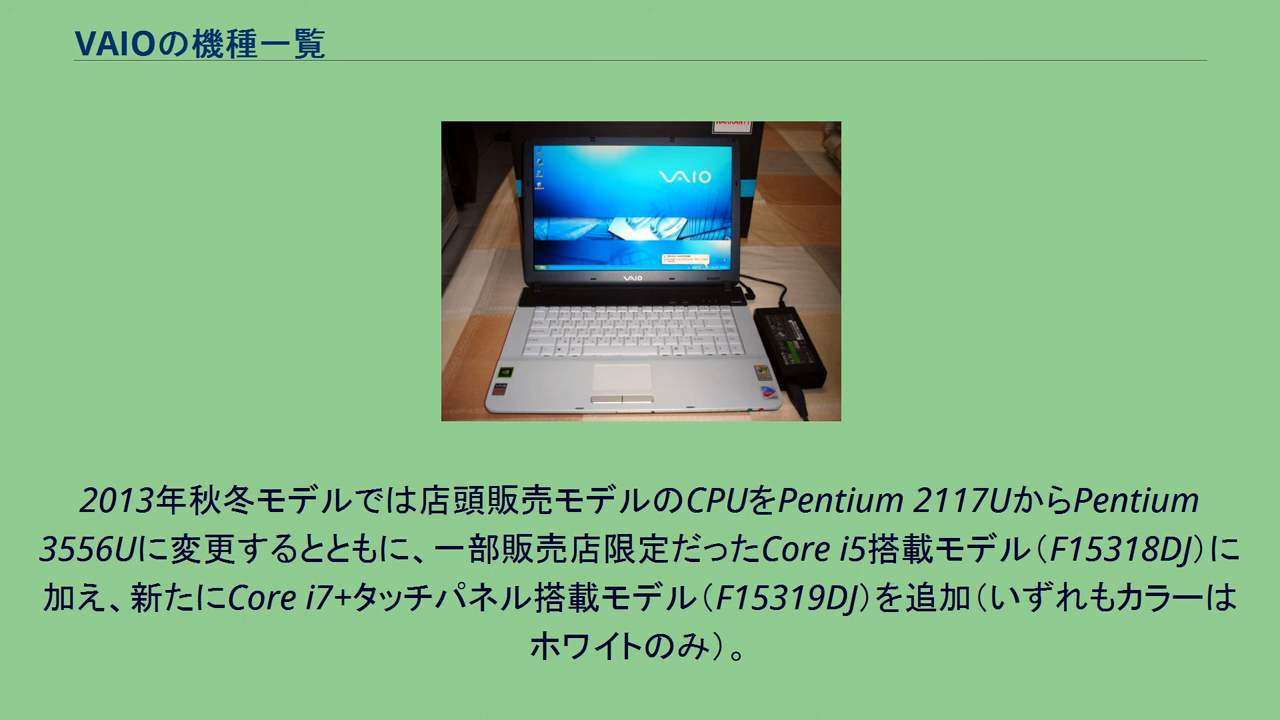 VAIOの機種一覧
VAIO
VAIO
2013年秋冬モデルでは店頭販売モデルのCPUをPentium 2117UからPentium
3556Uに変更するとともに、一部販売店限定だったCore i5搭載モデル（F15318DJ）に
加え、新たにCore i7+タッチパネル搭載モデル（F15319DJ）を追加（いずれもカラーは
ホワイトのみ）。